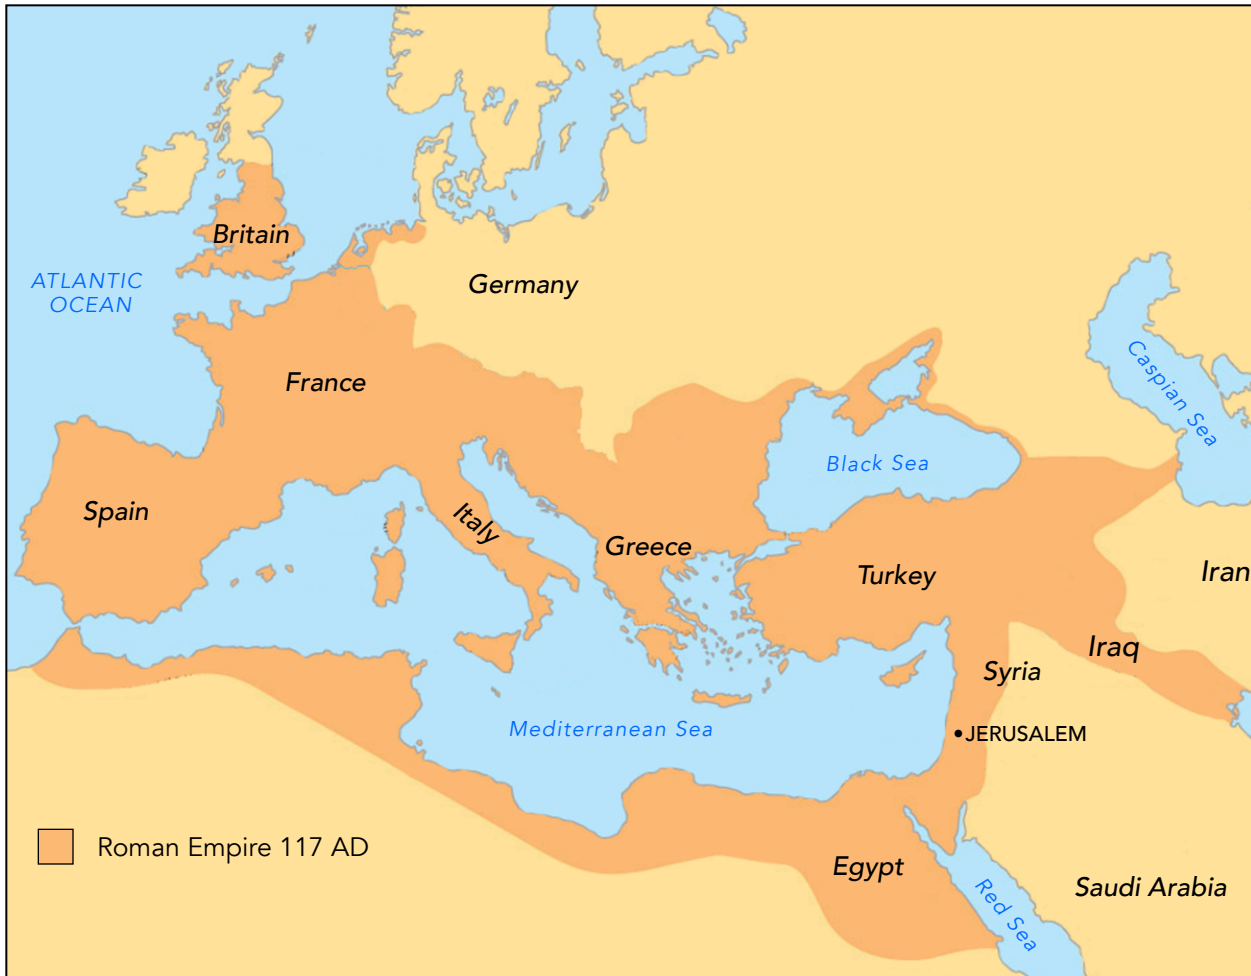 Britain
ATLANTIC
OCEAN
Germany
France
Caspian Sea
Black Sea
Spain
Italy
Greece
Turkey
Iran
Iraq
Syria
Mediterranean Sea
JERUSALEM
Roman Empire 117 AD
Egypt
Red Sea
Saudi Arabia